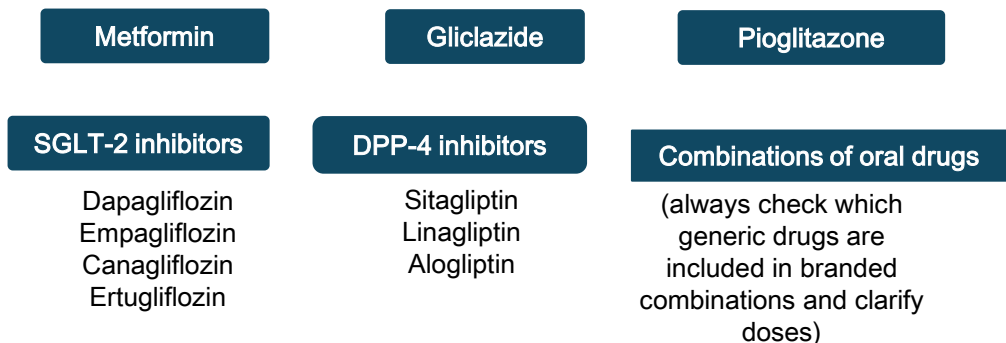 Metformin
Gliclazide
Pioglitazone
SGLT-2 inhibitors
Dapagliflozin
Empagliflozin
Canagliflozin
Ertugliflozin
DPP-4 inhibitors
Sitagliptin
Linagliptin
Alogliptin
Combinations of oral drugs
(always check which
generic drugs are
included in branded
combinations and clarify
doses)